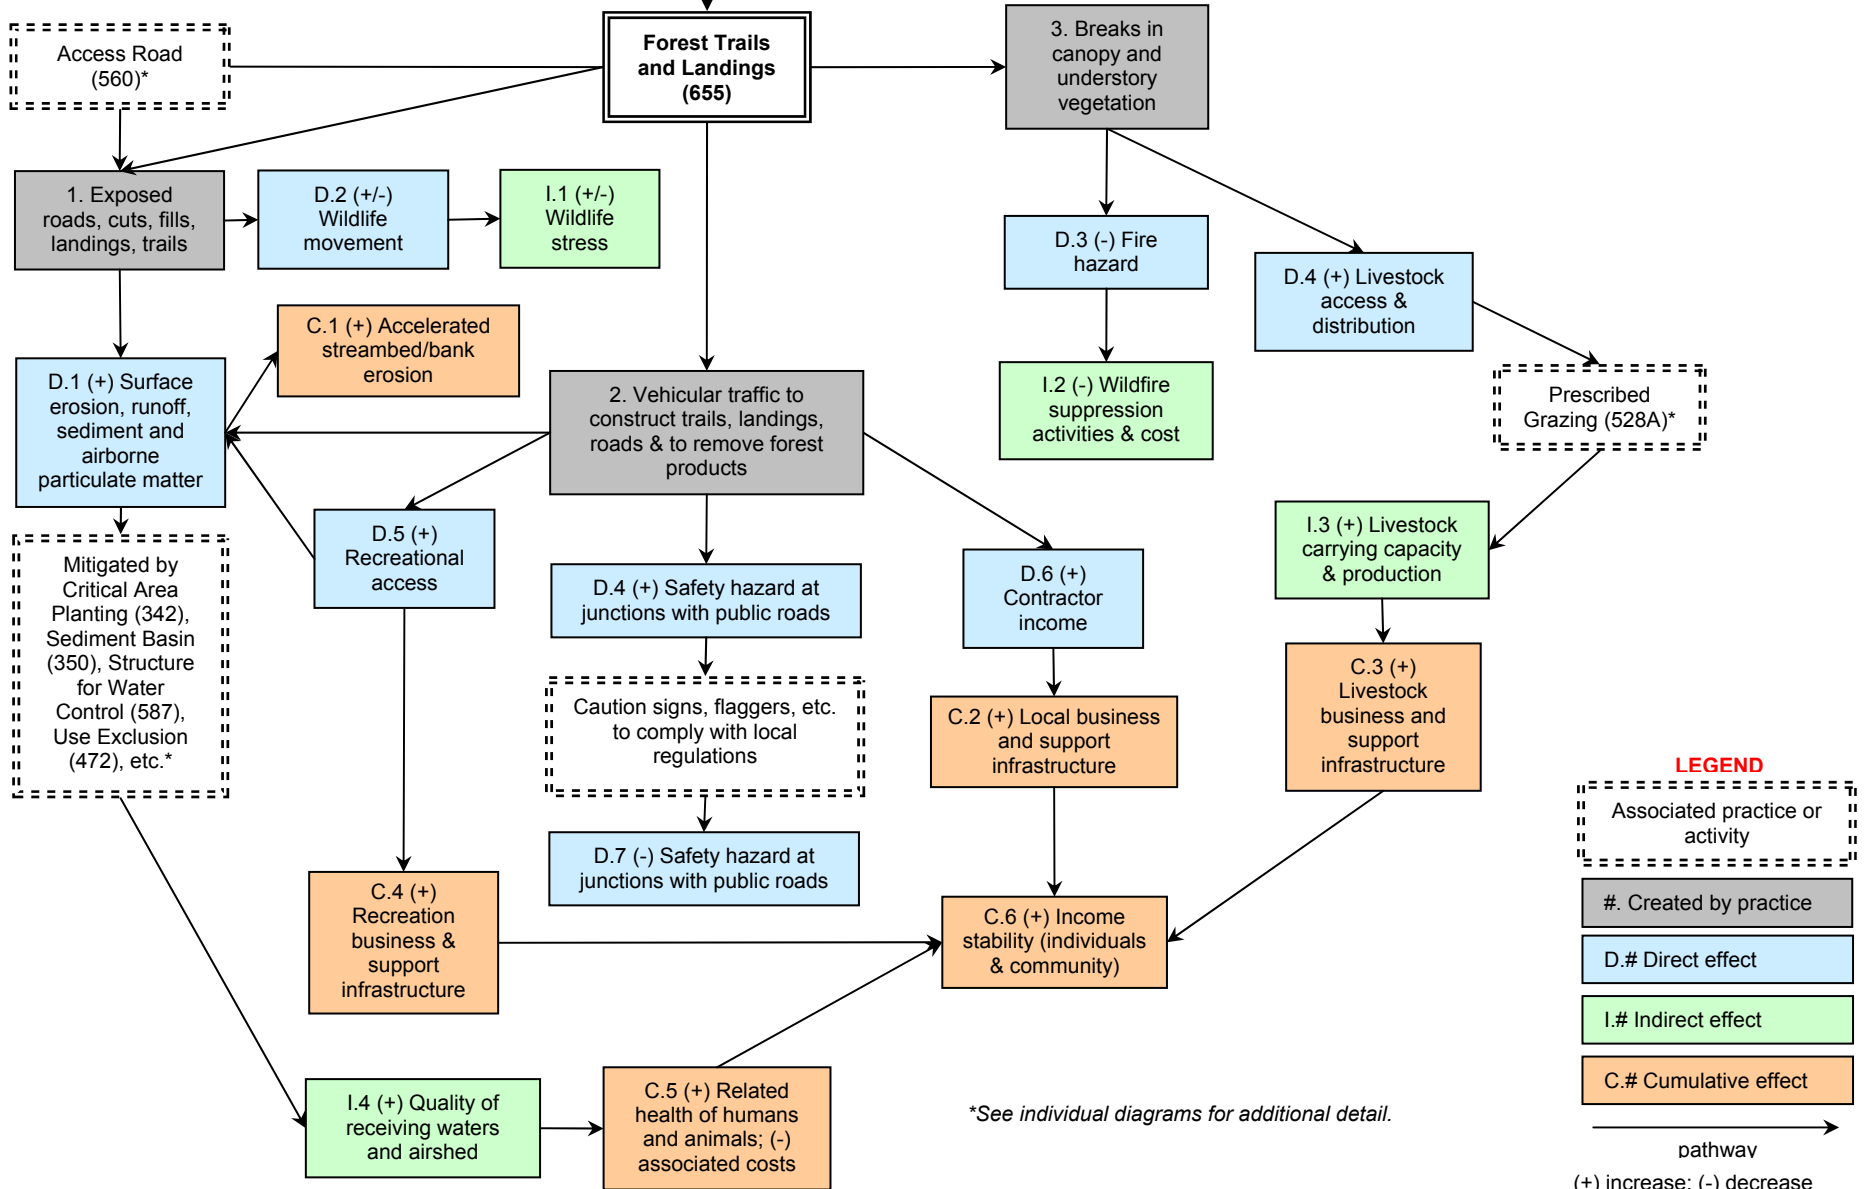 Access Road
(560)*
Forest Trails
and Landings
(655)
3. Breaks in
canopy and
understory
vegetation
1. Exposed
roads, cuts, fills,
landings, trails
D.2 (+/-)
Wildlife
movement
I.1 (+/-)
Wildlife
stress
D.3 (-) Fire
hazard
D.4 (+) Livestock
access &
distribution
C.1 (+) Accelerated
streambed/bank
erosion
D.1 (+) Surface
erosion, runoff,
sediment and
airborne
particulate matter
2. Vehicular traffic to
construct trails, landings,
roads & to remove forest
products
I.2 (-) Wildfire
suppression
activities & cost
Prescribed
Grazing (528A)*
D.5 (+)
Recreational
access
I.3 (+) Livestock
carrying capacity
& production
Mitigated by
Critical Area
Planting (342),
Sediment Basin
(350), Structure
for Water
Control (587),
Use Exclusion
(472), etc.*
D.4 (+) Safety hazard at
junctions with public roads
D.6 (+)
Contractor
income
C.3 (+)
Livestock
business and
support
infrastructure
Caution signs, flaggers, etc.
to comply with local
regulations
C.2 (+) Local business
and support
infrastructure
D.7 (-) Safety hazard at
junctions with public roads
C.4 (+)
Recreation
business &
support
infrastructure
C.6 (+) Income
stability (individuals
& community)
I.4 (+) Quality of
receiving waters
and airshed
C.5 (+) Related
health of humans
and animals; (-)
associated costs
*See individual diagrams for additional detail.
LEGEND
Associated practice or
activity
#. Created by practice
D.# Direct effect
I.# Indirect effect
C.# Cumulative effect
pathway
(+) increase; (-) decrease